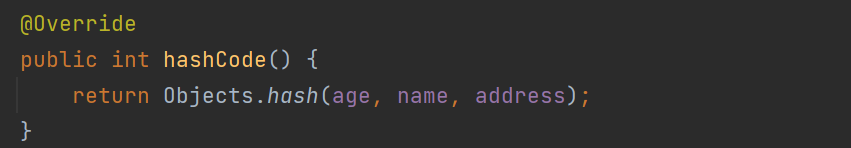 @Override
public int hashCode() {
    return Objects.hash(age, name, address);
}